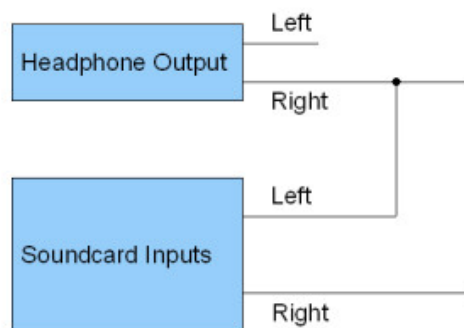 Left
Headphone Output
Right
Left
Soundcard Inputs
Right